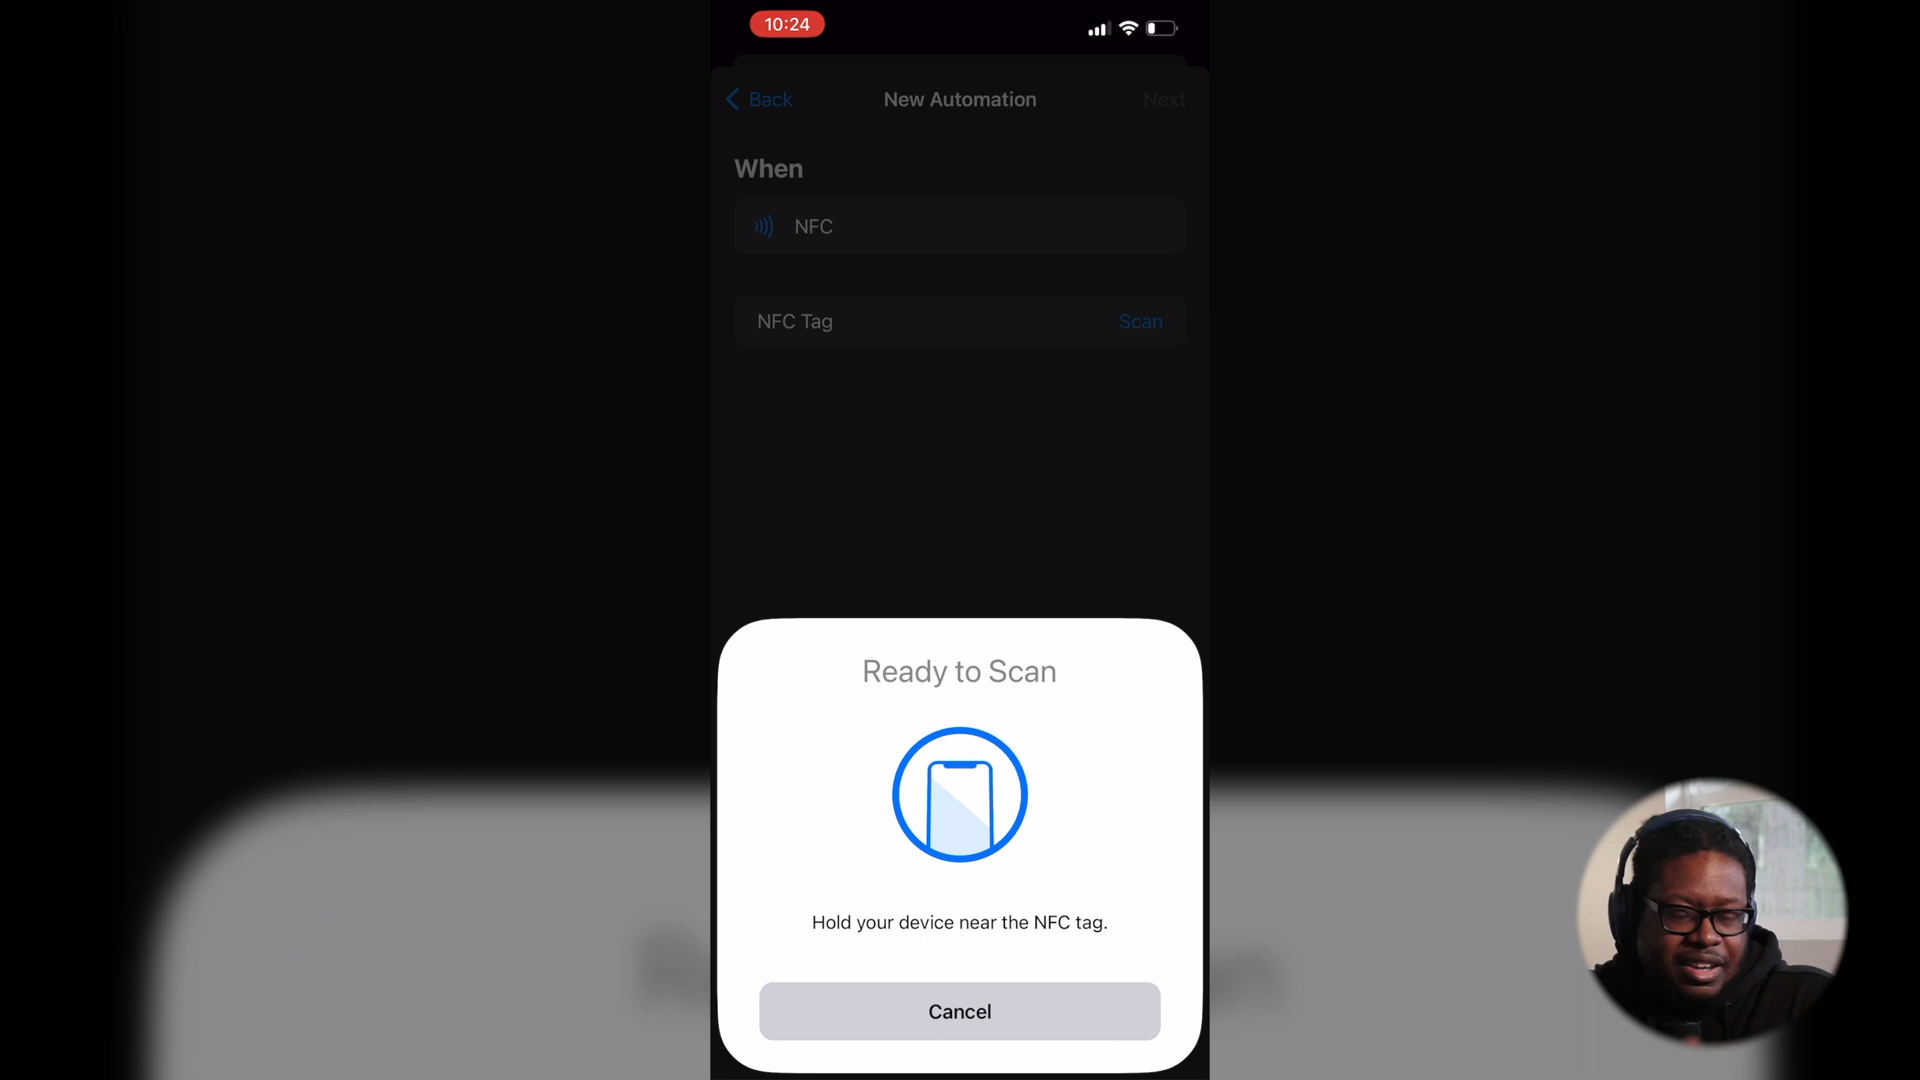 10:24
Back
New Automation
Next
When
NFC
NFC Tag
Scan
Ready to Scan
Hold your device near the NFC tag.
Cancel